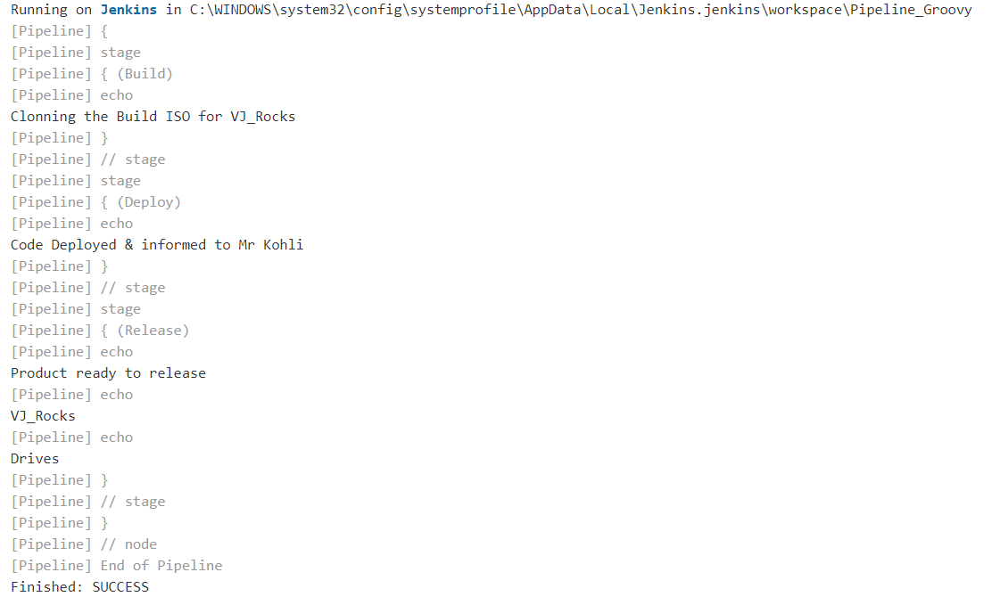 Running on Jenkins in C:\WINDOWS\system32\config\systemprofile\AppData\Local\Jenkins.jenkins\workspace\Pipeline_Groovy
[Pipeline] {
[Pipeline] stage
[Pipeline] { (Build)
[Pipeline] echo
Clonning the Build ISO for VJ_Rocks
[Pipeline] }
[Pipeline] // stage
[Pipeline] stage
[Pipeline] { (Deploy)
[Pipeline] echo
Code Deployed & informed to Mr Kohli
[Pipeline] }
[Pipeline] // stage
[Pipeline] stage
[Pipeline] { (Release)
[Pipeline] echo
Product ready to release
[Pipeline] echo
VJ_Rocks
[Pipeline] echo
Drives
[Pipeline] }
[Pipeline] // stage
[Pipeline] }
[Pipeline] // node
[Pipeline] End of Pipeline
Finished: SUCCESS